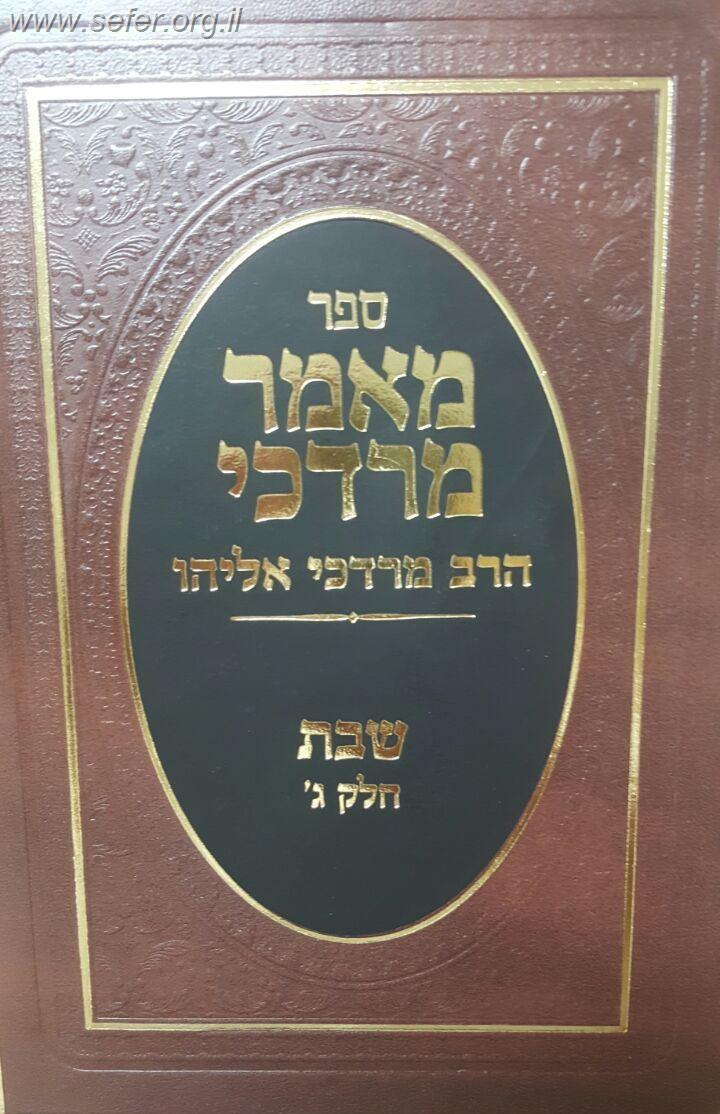 www.sefer.org.il
ספר
מאמר
מרדכי
הרב מרדכי אליהו
שבת
חלק ג'